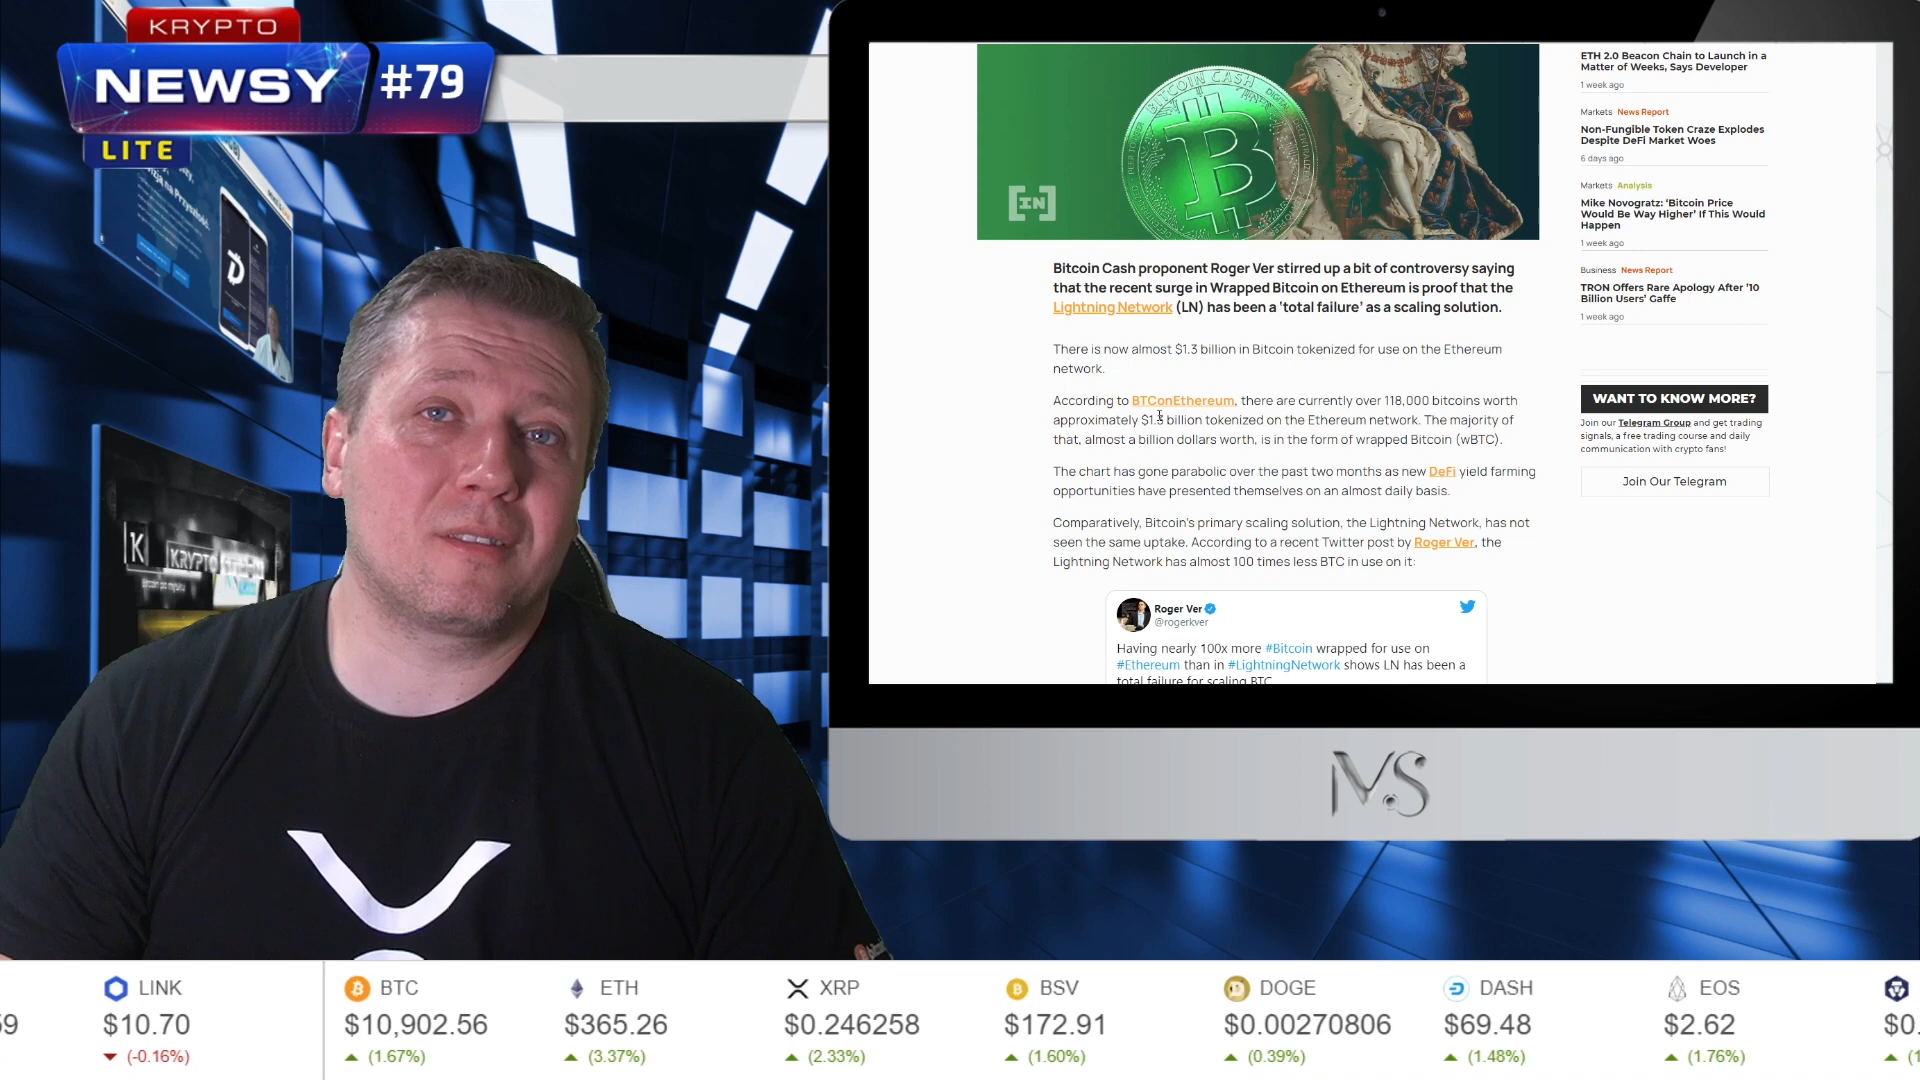 KRYPTO
NEWSY #79
LITE
BITCOIN CASH
[IN]
Bitcoin Cash proponent Roger Ver stirred up a bit of controversy saying
that the recent surge in Wrapped Bitcoin on Ethereum is proof that the
Lightning Network (LN) has been a 'total failure' as a scaling solution.
There is now almost $1.3 billion in Bitcoin tokenized for use on the Ethereum
network.
According to BTConEthereum, there are currently over 118,000 bitcoins worth
approximately $1.3 billion tokenized on the Ethereum network. The majority of
that, almost a billion dollars worth, is in the form of wrapped Bitcoin (wBTC).
The chart has gone parabolic over the past two months as new DeFi yield farming
opportunities have presented themselves on an almost daily basis.
Comparatively, Bitcoin's primary scaling solution, the Lightning Network, has not
seen the same uptake. According to a recent Twitter post by Roger Ver, the
Lightning Network has almost 100 times less BTC in use on it:
Roger Ver
@rogerkver
Having nearly 100x more #Bitcoin wrapped for use on
#Ethereum than in #LightningNetwork shows LN has been a
total failure for scaling BTC
ETH 2.0 Beacon Chain to Launch in a
Matter of Weeks, Says Developer
1 week ago
Markets News Report
Non-Fungible Token Craze Explodes
Despite DeFi Market Woes
6 days ago
Markets Analysis
Mike Novogratz: 'Bitcoin Price
Would Be Way Higher' If This Would
Happen
1 week ago
Business News Report
TRON Offers Rare Apology After '10
Billion Users' Gaffe
1 week ago
WANT TO KNOW MORE?
Join our Telegram Group and get trading
signals, a free trading course and daily
communication with crypto fans!
Join Our Telegram
MS
LINK BTC ETH XRP BSV DOGE DASH EOS
$10.70 $10,902.56 $365.26 $0.246258 $172.91 $0.00270806 $69.48 $2.62 $0.
(-0.16%) (1.67%) (3.37%) (2.33%) (1.60%) (0.39%) (1.48%) (1.76%)